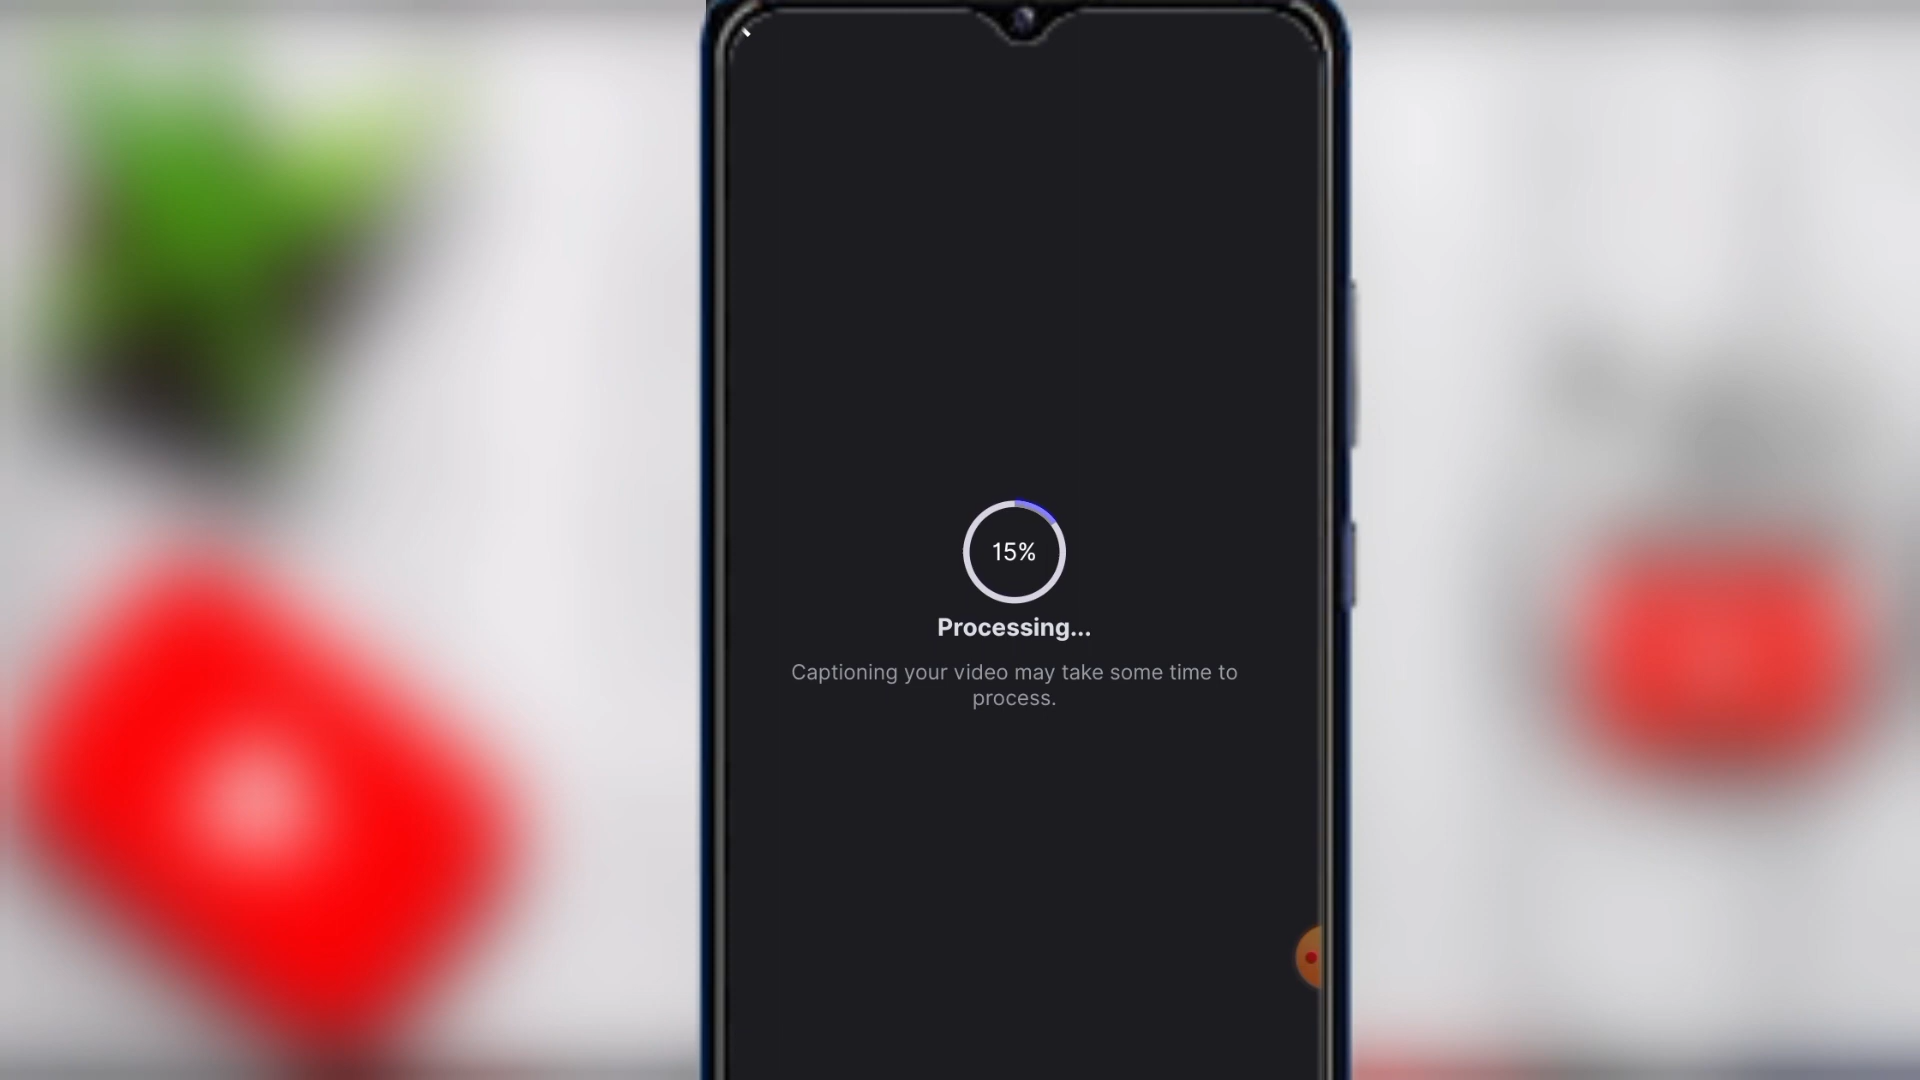 15%
Processing...
Captioning your video may take some time to
process.